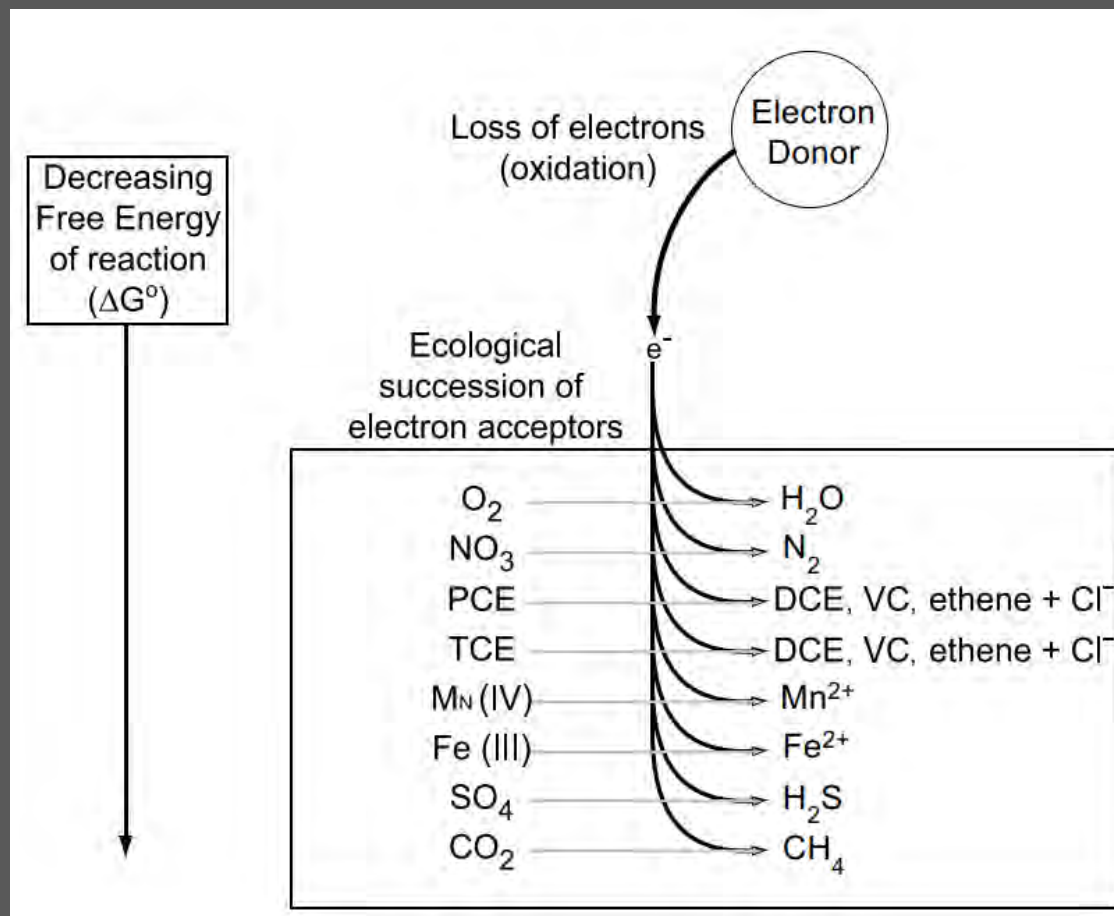 Electron
Donor
Loss of electrons
(oxidation)
Decreasing
Free Energy
of reaction
(ΔG°)
e⁻
Ecological
succession of
electron acceptors
O₂ H₂O
NO₃ N₂
PCE DCE, VC, ethene + Cl⁻
TCE DCE, VC, ethene + Cl⁻
MN (IV) Mn²⁺
Fe (III) Fe²⁺
SO₄ H₂S
CO₂ CH₄